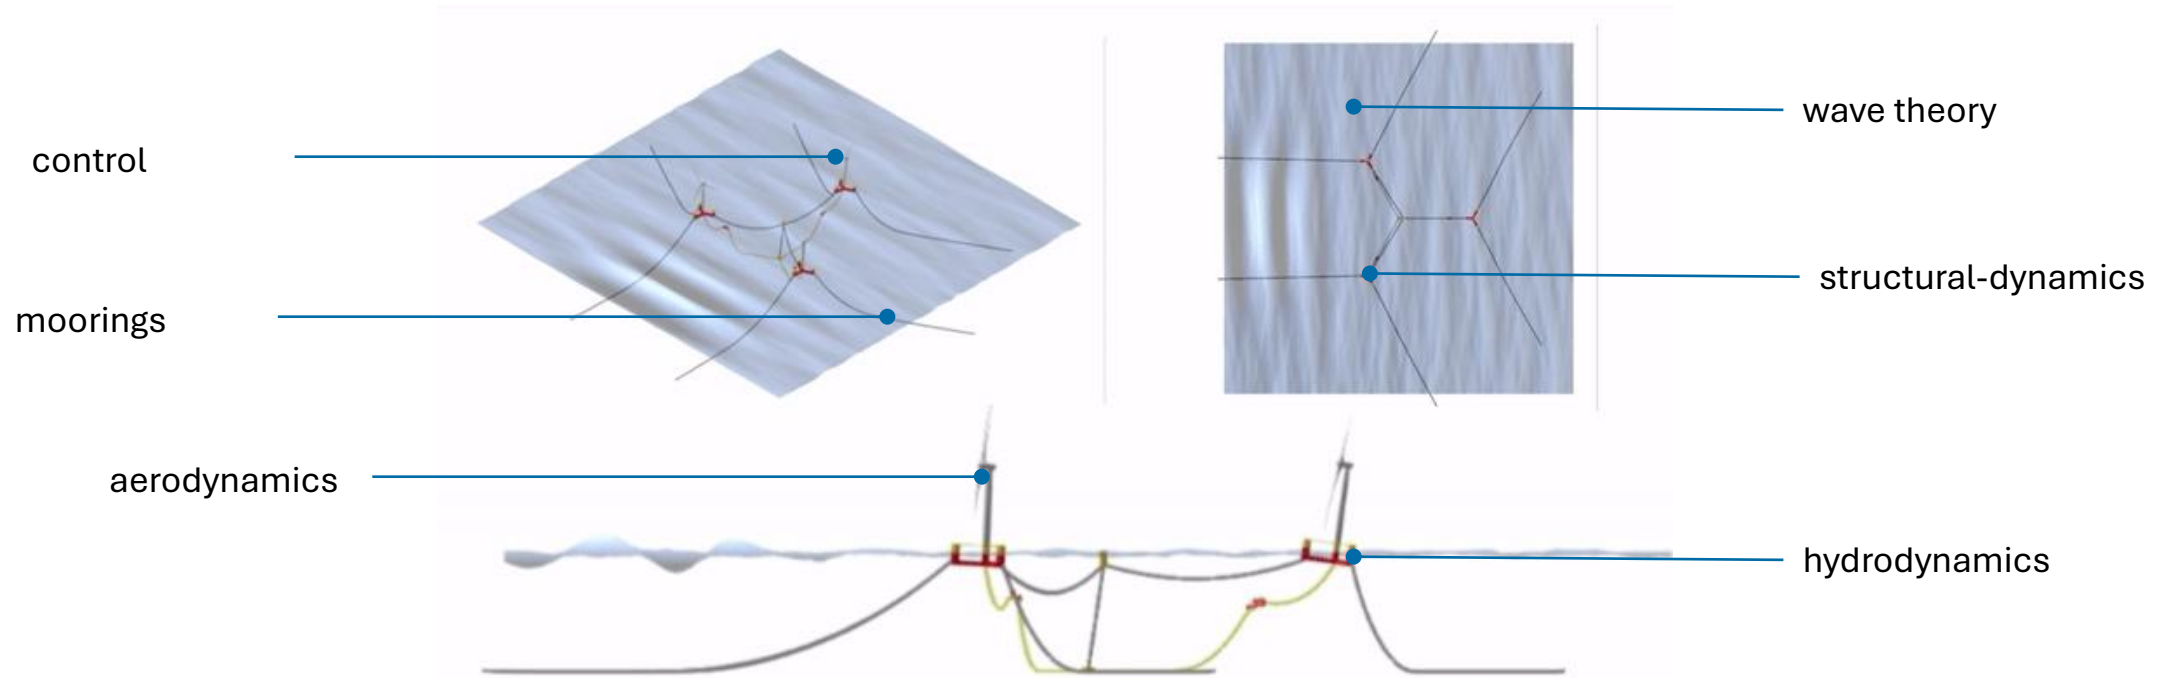 control
moorings
aerodynamics
wave theory
structural-dynamics
hydrodynamics